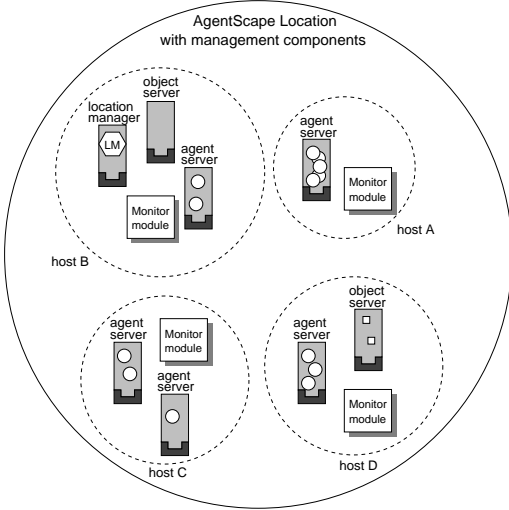 AgentScape Location
with management components
object
server
location
manager
LM
agent
server
Monitor
module
host B
agent
server
Monitor
module
host A
agent
server
Monitor
module
agent
server
host C
object
server
agent
server
Monitor
module
host D